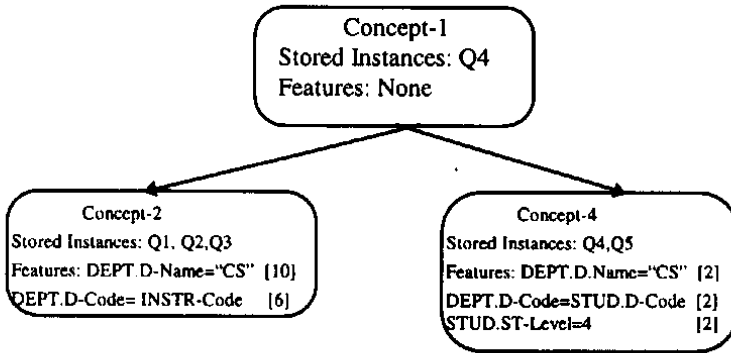 Concept-1
Stored Instances: Q4
Features: None
Concept-2
Stored Instances: Q1, Q2,Q3
Features: DEPT.D-Name="CS" [10}
DEPT.D-Code= INSTR-Code [6]
Concept-4
Stored Instances: Q4,Q5
Features: DEPT.D.Name="CS" [2]
DEPT.D-Code=STUD.D-Code [2}
STUD.ST-Level=4 [2]